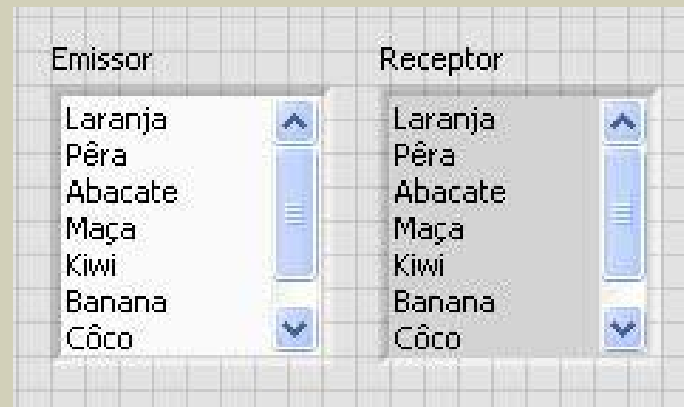 Emissor
Laranja
Pêra
Abacate
Maça
Kiwi
Banana
Côco
Receptor
Laranja
Pêra
Abacate
Maça
Kiwi
Banana
Côco